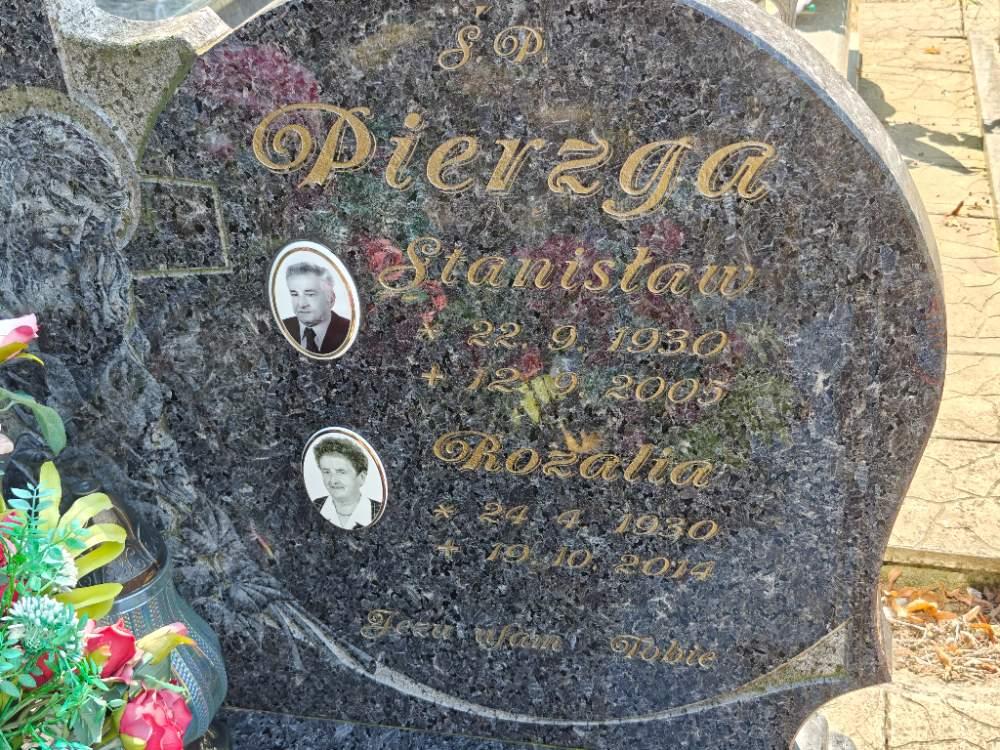 Ś. P.
Pierzga
Stanisław
* 22. 9. 1930
+ 12. 9. 2005
Rozalia
* 24. 4. 1930
+ 19. 10. 2014
Jezu ufam Tobie